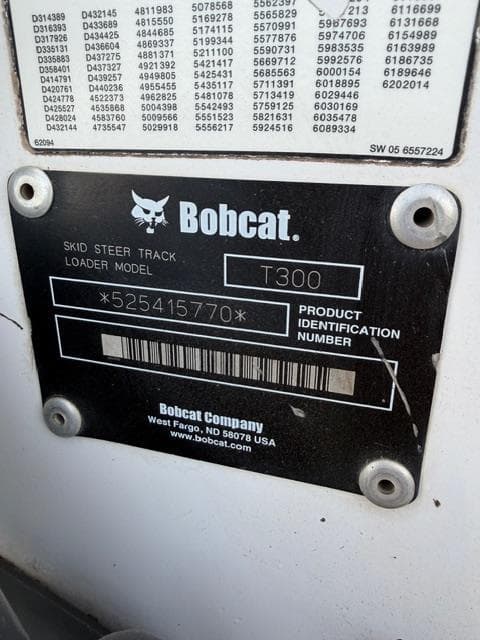 D314389 D432145 4811983 5078568 5562397
D316393 D433689 4815550 5169278 5565829 6116699
D317926 D434425 4844685 5174115 5570991 5987693 6131668
D335131 D436604 4869337 5199344 5577876 5974706 6154989
D335883 D437275 4881371 5211100 5590731 5983535 6163989
D358401 D437327 4921392 5421417 5669712 5992576 6186735
D414791 D439257 4949805 5425431 5685563 6000154 6189646
D420761 D440236 4955455 5435117 5711391 6018895 6202014
D424778 4522373 4962825 5481078 5713419 6029446
D425527 4535868 5004398 5542493 5759125 6030169
D428024 4583760 5009566 5551523 5821631 6035478
D432144 4735547 5029918 5556217 5924516 6089334
62094 SW 05 6557224
Bobcat®
SKID STEER TRACK
LOADER MODEL
T300
*525415770*
PRODUCT
IDENTIFICATION
NUMBER
Bobcat Company
West Fargo, ND 58078 USA
www.bobcat.com